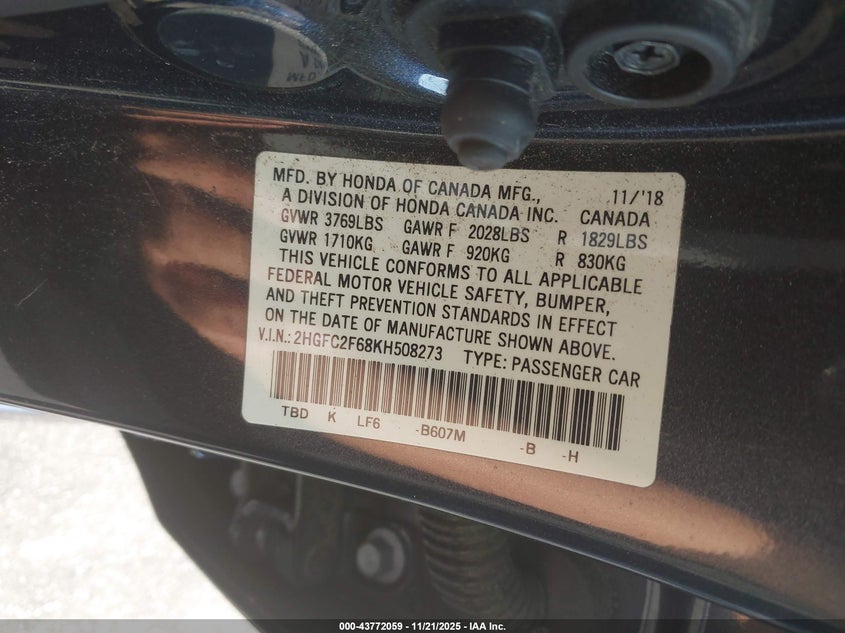 MFD. BY HONDA OF CANADA MFG., 11/'18
A DIVISION OF HONDA CANADA INC. CANADA
GVWR 3769LBS GAWR F 2028LBS R 1829LBS
GVWR 1710KG GAWR F 920KG R 830KG
THIS VEHICLE CONFORMS TO ALL APPLICABLE
FEDERAL MOTOR VEHICLE SAFETY, BUMPER,
AND THEFT PREVENTION STANDARDS IN EFFECT
ON THE DATE OF MANUFACTURE SHOWN ABOVE.
V.I.N.: 2HGFC2F68KH508273 TYPE: PASSENGER CAR
TBD K LF6 -B607M -B -H
000-43772059 - 11/21/2025 - IAA Inc.